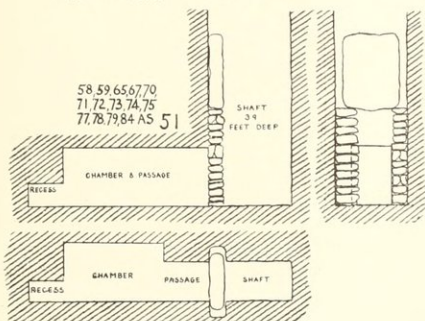 58,59,65,67,70,
71,72,73,74,75
77,78,79,84 AS 51
SHAFT
39
FEET DEEP
CHAMBER & PASSAGE
RECESS
CHAMBER
PASSAGE
SHAFT
RECESS